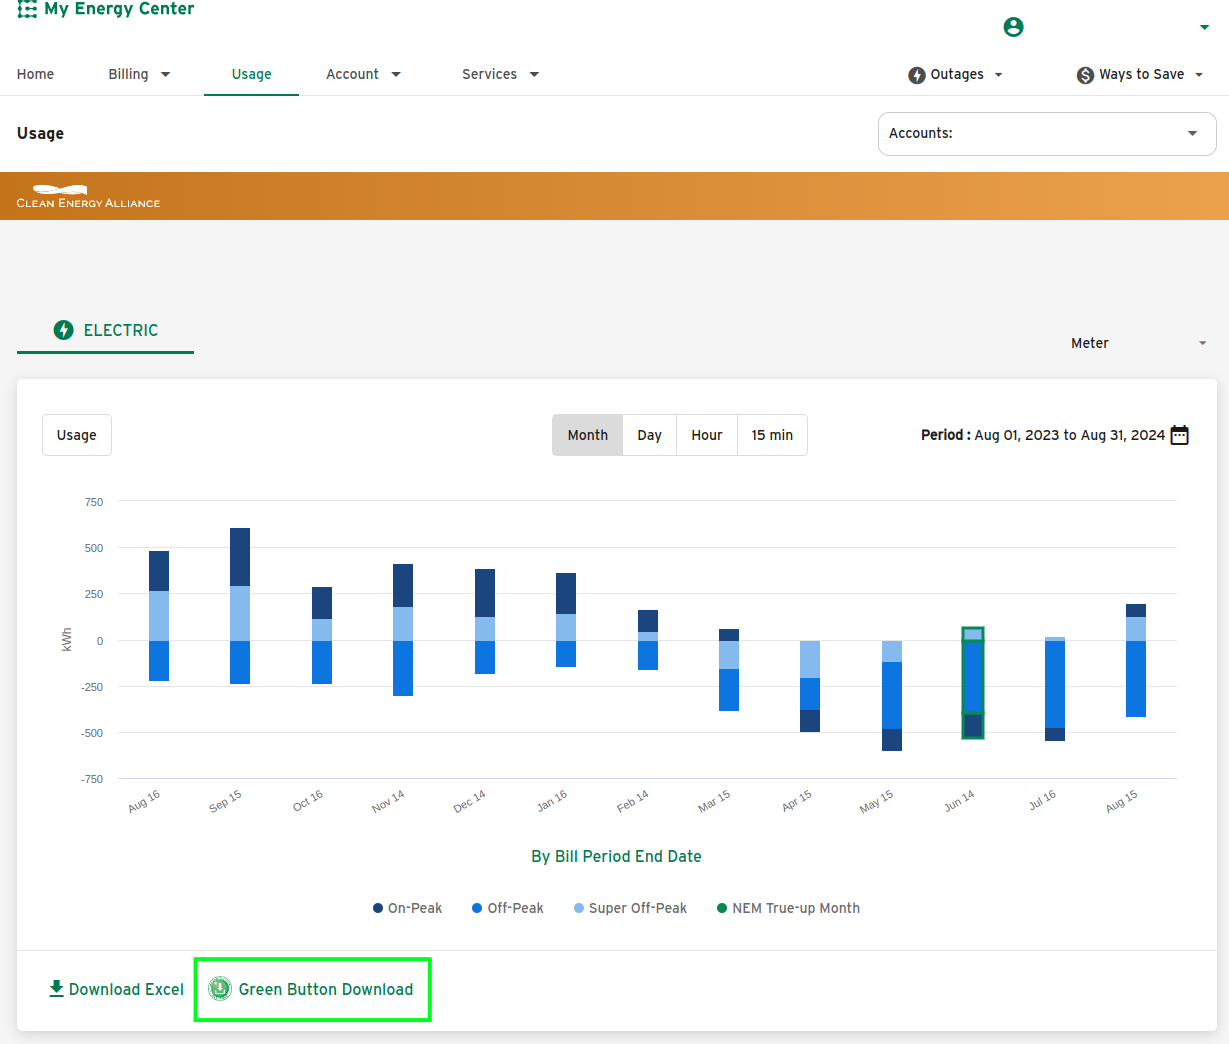 My Energy Center
Home Billing Usage Account Services Outages Ways to Save
Usage
Accounts:
CLEAN ENERGY ALLIANCE
ELECTRIC
Meter
Usage
Month Day Hour 15 min
Period : Aug 01, 2023 to Aug 31, 2024
750
500
250
0
-250
-500
-750
kWh
Aug 16 Sep 15 Oct 16 Nov 14 Dec 14 Jan 16 Feb 14 Mar 15 Apr 15 May 15 Jun 14 Jul 16 Aug 15
By Bill Period End Date
On-Peak Off-Peak Super Off-Peak NEM True-up Month
Download Excel Green Button Download